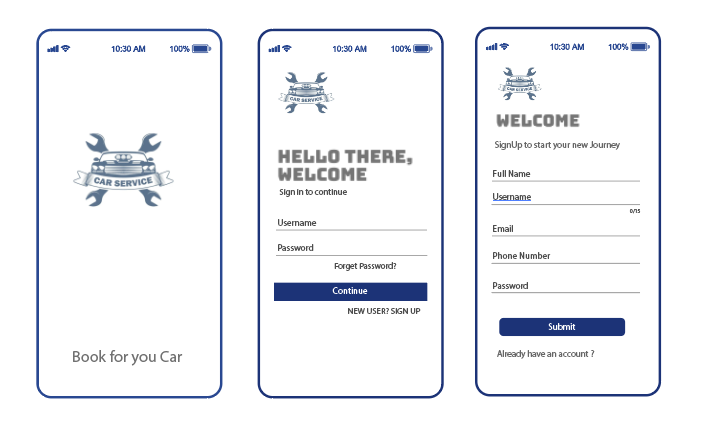 10:30 AM 100%
CAR SERVICE
Book for you Car
10:30 AM 100%
CAR SERVICE
HELLO THERE,
WELCOME
Sign in to continue
Username
Password
Forget Password?
Continue
NEW USER? SIGN UP
10:30 AM 100%
CAR SERVICE
WELCOME
SignUp to start your new Journey
Full Name
Username
0/15
Email
Phone Number
Password
Submit
Already have an account ?